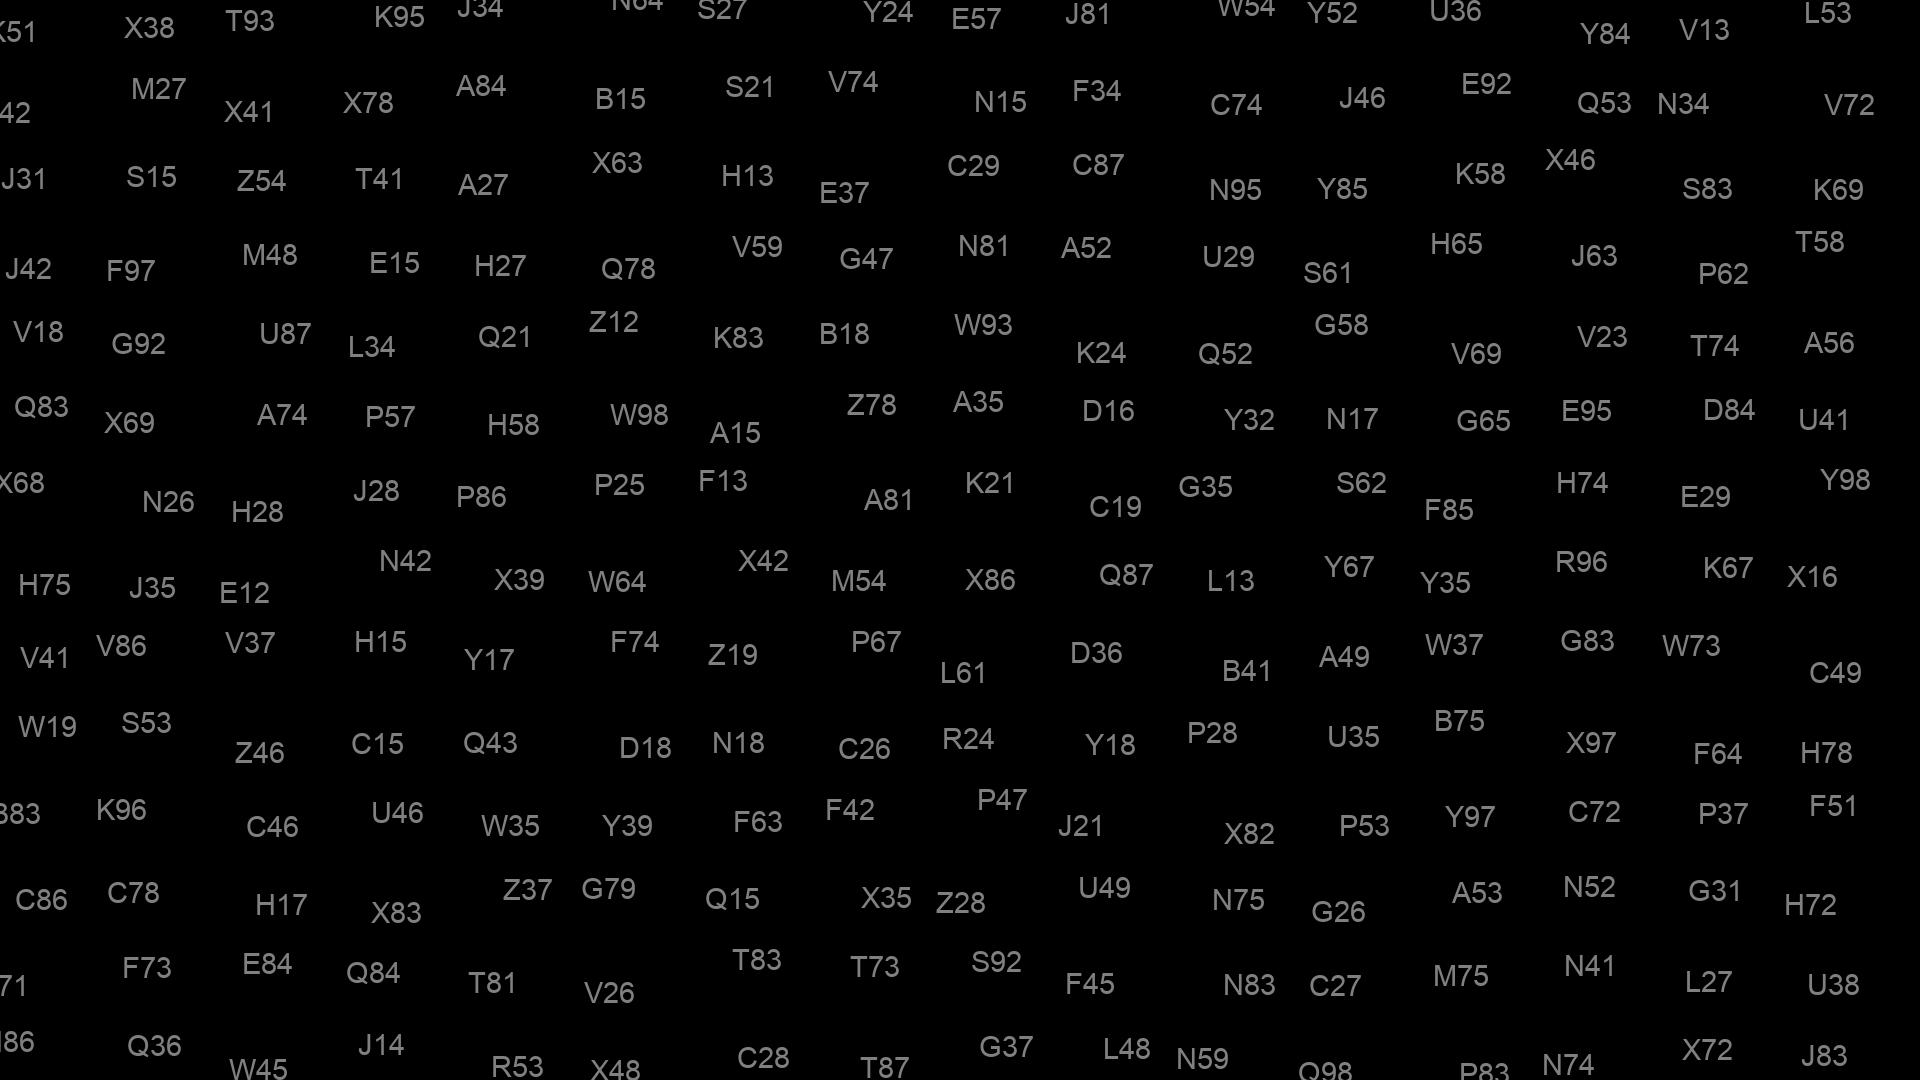 K51 X38 T93 K95 J34 N64 S27 Y24 E57 J81 W54 Y52 U36 Y84 V13 L53
42 M27 X41 X78 A84 B15 S21 V74 N15 F34 C74 J46 E92 Q53 N34 V72
J31 S15 Z54 T41 A27 X63 H13 E37 C29 C87 N95 Y85 K58 X46 S83 K69
J42 F97 M48 E15 H27 Q78 V59 G47 N81 A52 U29 S61 H65 J63 P62 T58
V18 G92 U87 L34 Q21 Z12 K83 B18 W93 K24 Q52 G58 V69 V23 T74 A56
Q83 X69 A74 P57 H58 W98 A15 Z78 A35 D16 Y32 N17 G65 E95 D84 U41
X68 N26 H28 J28 P86 P25 F13 A81 K21 C19 G35 S62 F85 H74 E29 Y98
H75 J35 E12 N42 X39 W64 X42 M54 X86 Q87 L13 Y67 Y35 R96 K67 X16
V41 V86 V37 H15 Y17 F74 Z19 P67 L61 D36 B41 A49 W37 G83 W73 C49
W19 S53 Z46 C15 Q43 D18 N18 C26 R24 Y18 P28 U35 B75 X97 F64 H78
B83 K96 C46 U46 W35 Y39 F63 F42 P47 J21 X82 P53 Y97 C72 P37 F51
C86 C78 H17 X83 Z37 G79 Q15 X35 Z28 U49 N75 G26 A53 N52 G31 H72
71 F73 E84 Q84 T81 V26 T83 T73 S92 F45 N83 C27 M75 N41 L27 U38
86 Q36 W45 J14 R53 X48 C28 T87 G37 L48 N59 Q98 P83 N74 X72 J83